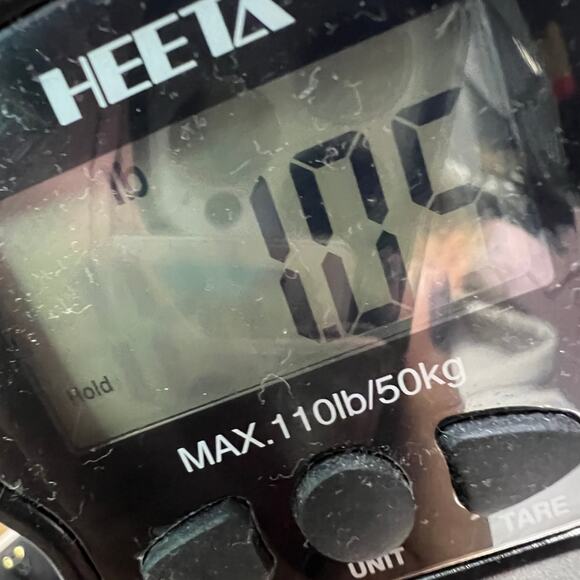 HEETA
lb
Hold
MAX.110lb/50kg
UNIT
TARE